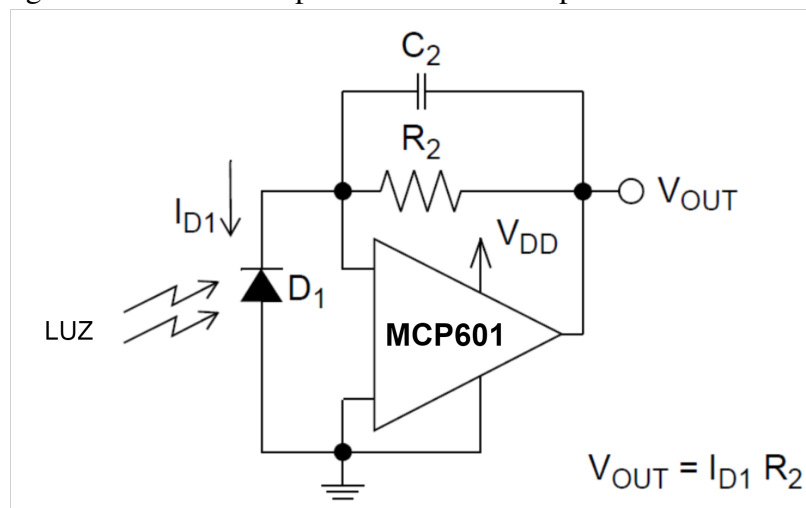 C2
R2
ID1
VOUT
VDD
D1
LUZ
MCP601
VOUT = ID1 R2